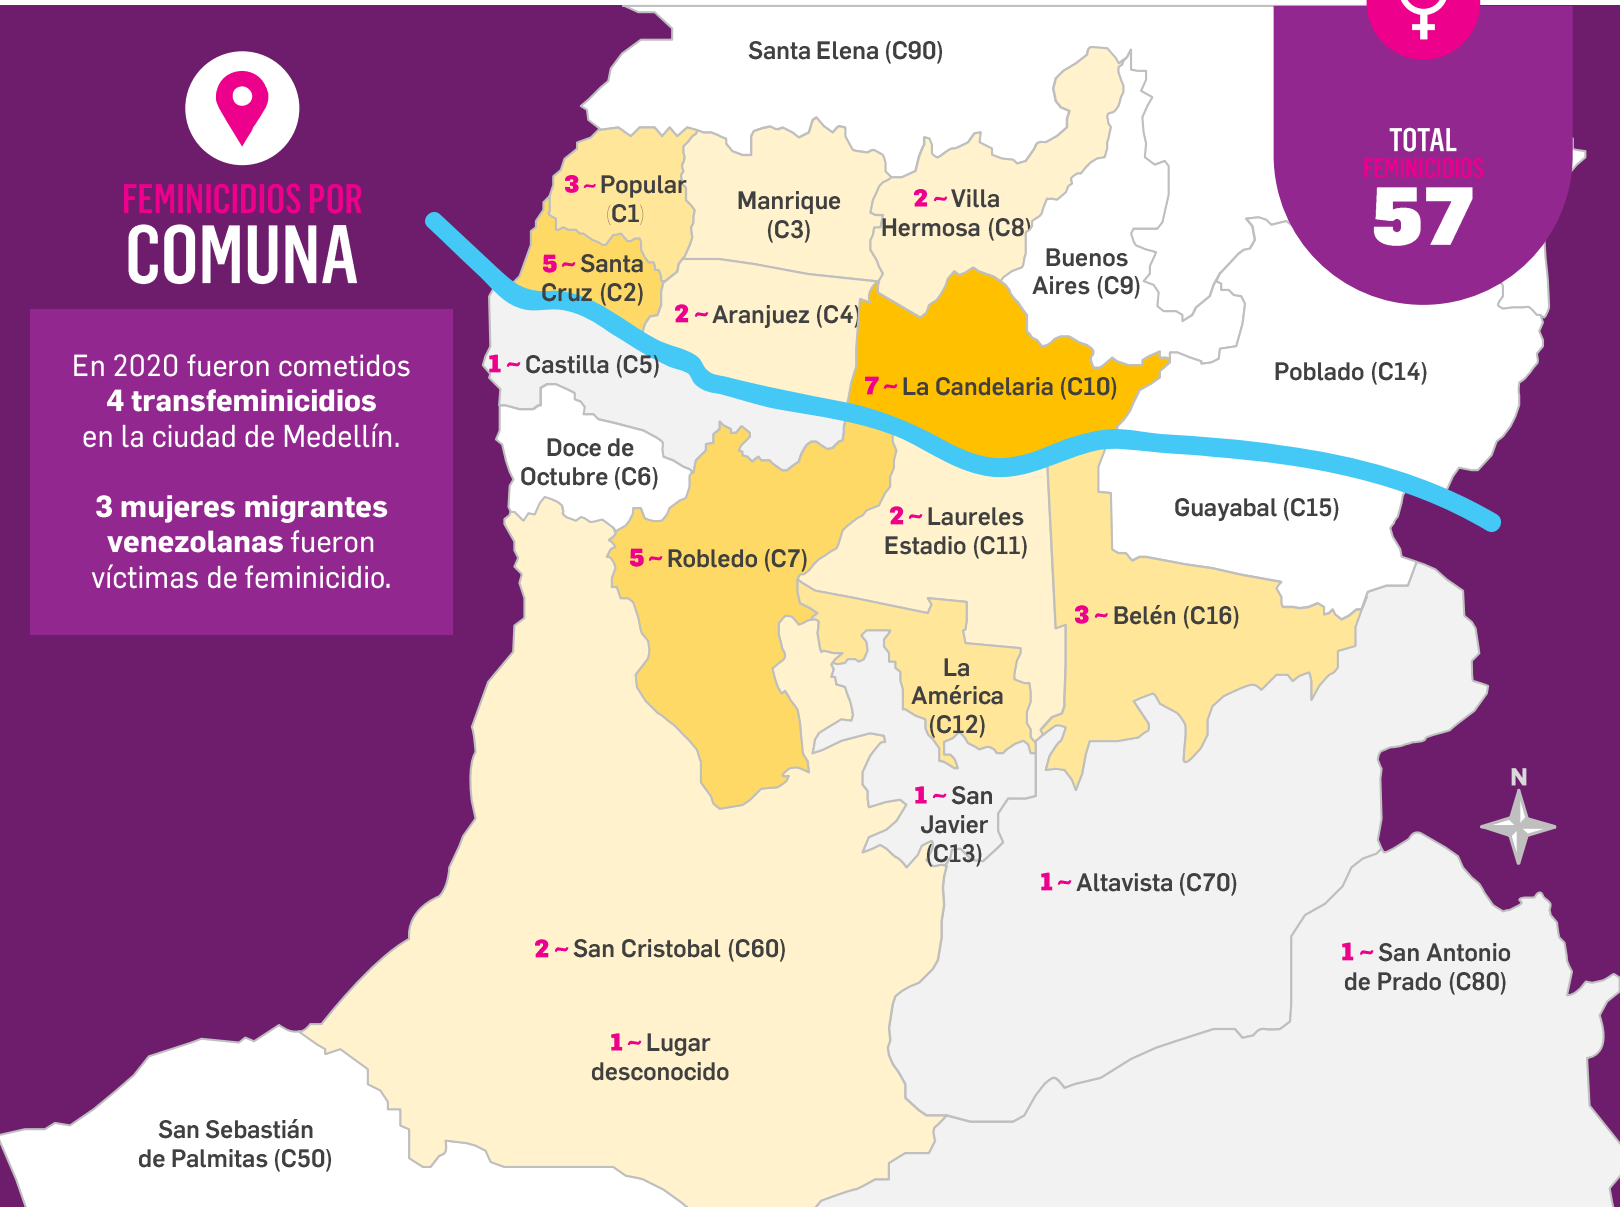 FEMINICIDIOS POR
COMUNA
En 2020 fueron cometidos
4 transfeminicidios
en la ciudad de Medellín.
3 mujeres migrantes
venezolanas fueron
víctimas de feminicidio.
TOTAL
FEMINICIDIOS
57
Santa Elena (C90)
3 ~ Popular
(C1)
Manrique
(C3)
2 ~ Villa
Hermosa (C8)
5 ~ Santa
Cruz (C2)
Buenos
Aires (C9)
2 ~ Aranjuez (C4)
1 ~ Castilla (C5)
7 ~ La Candelaria (C10)
Poblado (C14)
Doce de
Octubre (C6)
Guayabal (C15)
2 ~ Laureles
Estadio (C11)
5 ~ Robledo (C7)
3 ~ Belén (C16)
La
América
(C12)
1 ~ San
Javier
(C13)
N
1 ~ Altavista (C70)
2 ~ San Cristobal (C60)
1 ~ San Antonio
de Prado (C80)
1 ~ Lugar
desconocido
San Sebastián
de Palmitas (C50)